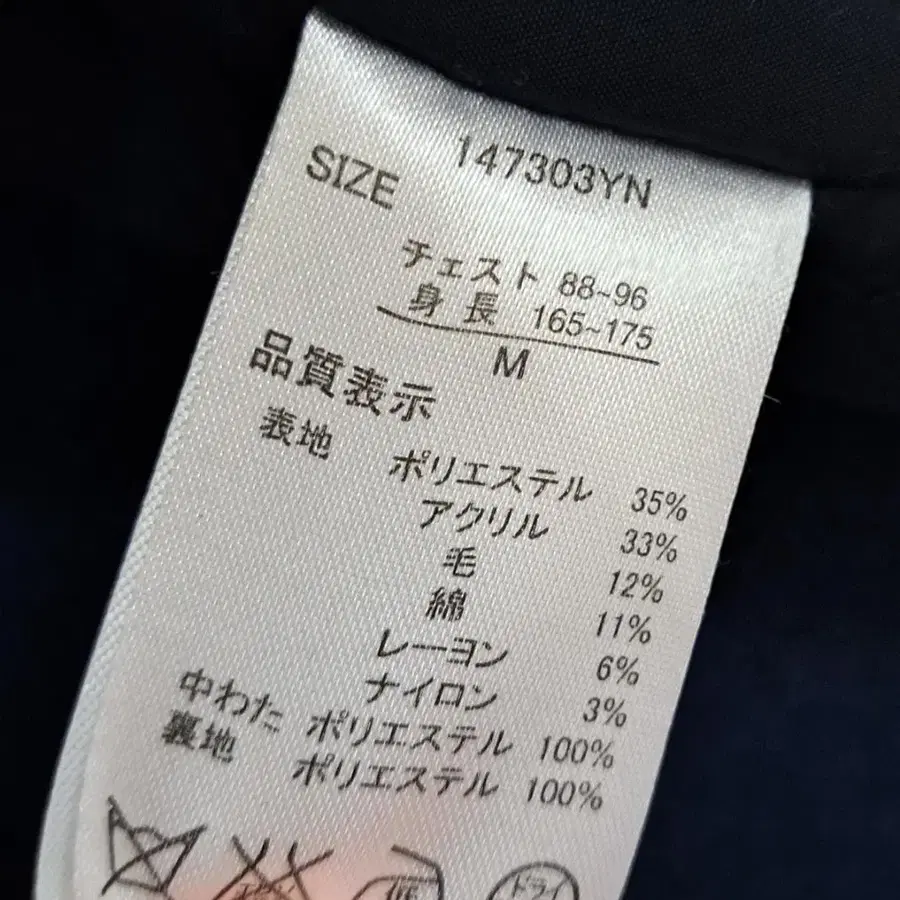 147303YN
SIZE
チェスト 88~96
身長 165~175
M
品質表示
表地 ポリエステル 35%
アクリル 33%
毛 12%
綿 11%
レーヨン 6%
ナイロン 3%
中わた ポリエステル 100%
裏地 ポリエステル 100%
ドライ